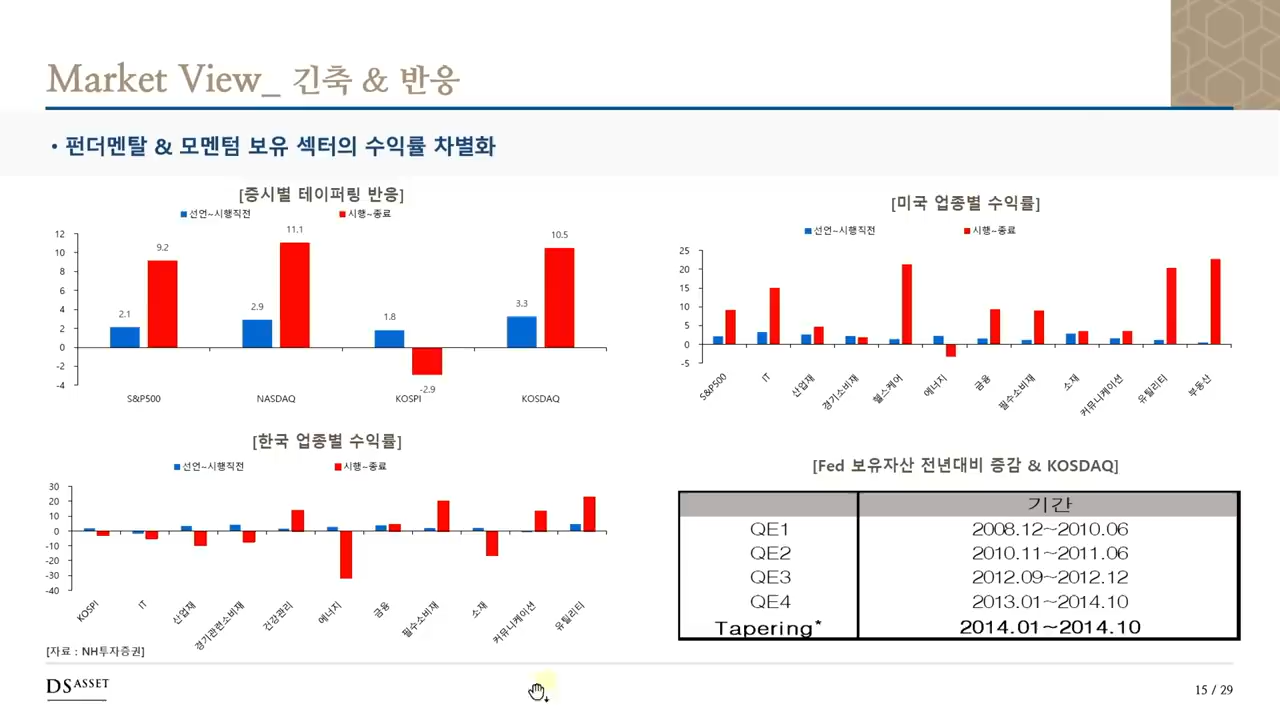 Market View_ 긴축 & 반응
• 펀더멘탈 & 모멘텀 보유 섹터의 수익률 차별화
[증시별 테이퍼링 반응]
선언~시행직전 시행~종료
12
10
8
6
4
2
0
-2
-4
2.1
9.2
2.9
11.1
1.8
-2.9
3.3
10.5
S&P500 NASDAQ KOSPI KOSDAQ
[미국 업종별 수익률]
선언~시행직전 시행~종료
25
20
15
10
5
0
-5
S&P500
IT
산업재
경기소비재
헬스케어
에너지
금융
필수소비재
소재
커뮤니케이션
유틸리티
부동산
[한국 업종별 수익률]
선언~시행직전 시행~종료
30
20
10
0
-10
-20
-30
-40
KOSPI
IT
산업재
경기관련소비재
건강관리
에너지
금융
필수소비재
소재
커뮤니케이션
유틸리티
[Fed 보유자산 전년대비 증감 & KOSDAQ]
기간
QE1 2008.12~2010.06
QE2 2010.11~2011.06
QE3 2012.09~2012.12
QE4 2013.01~2014.10
Tapering* 2014.01~2014.10
[자료 : NH투자증권]
DS ASSET
15 / 29